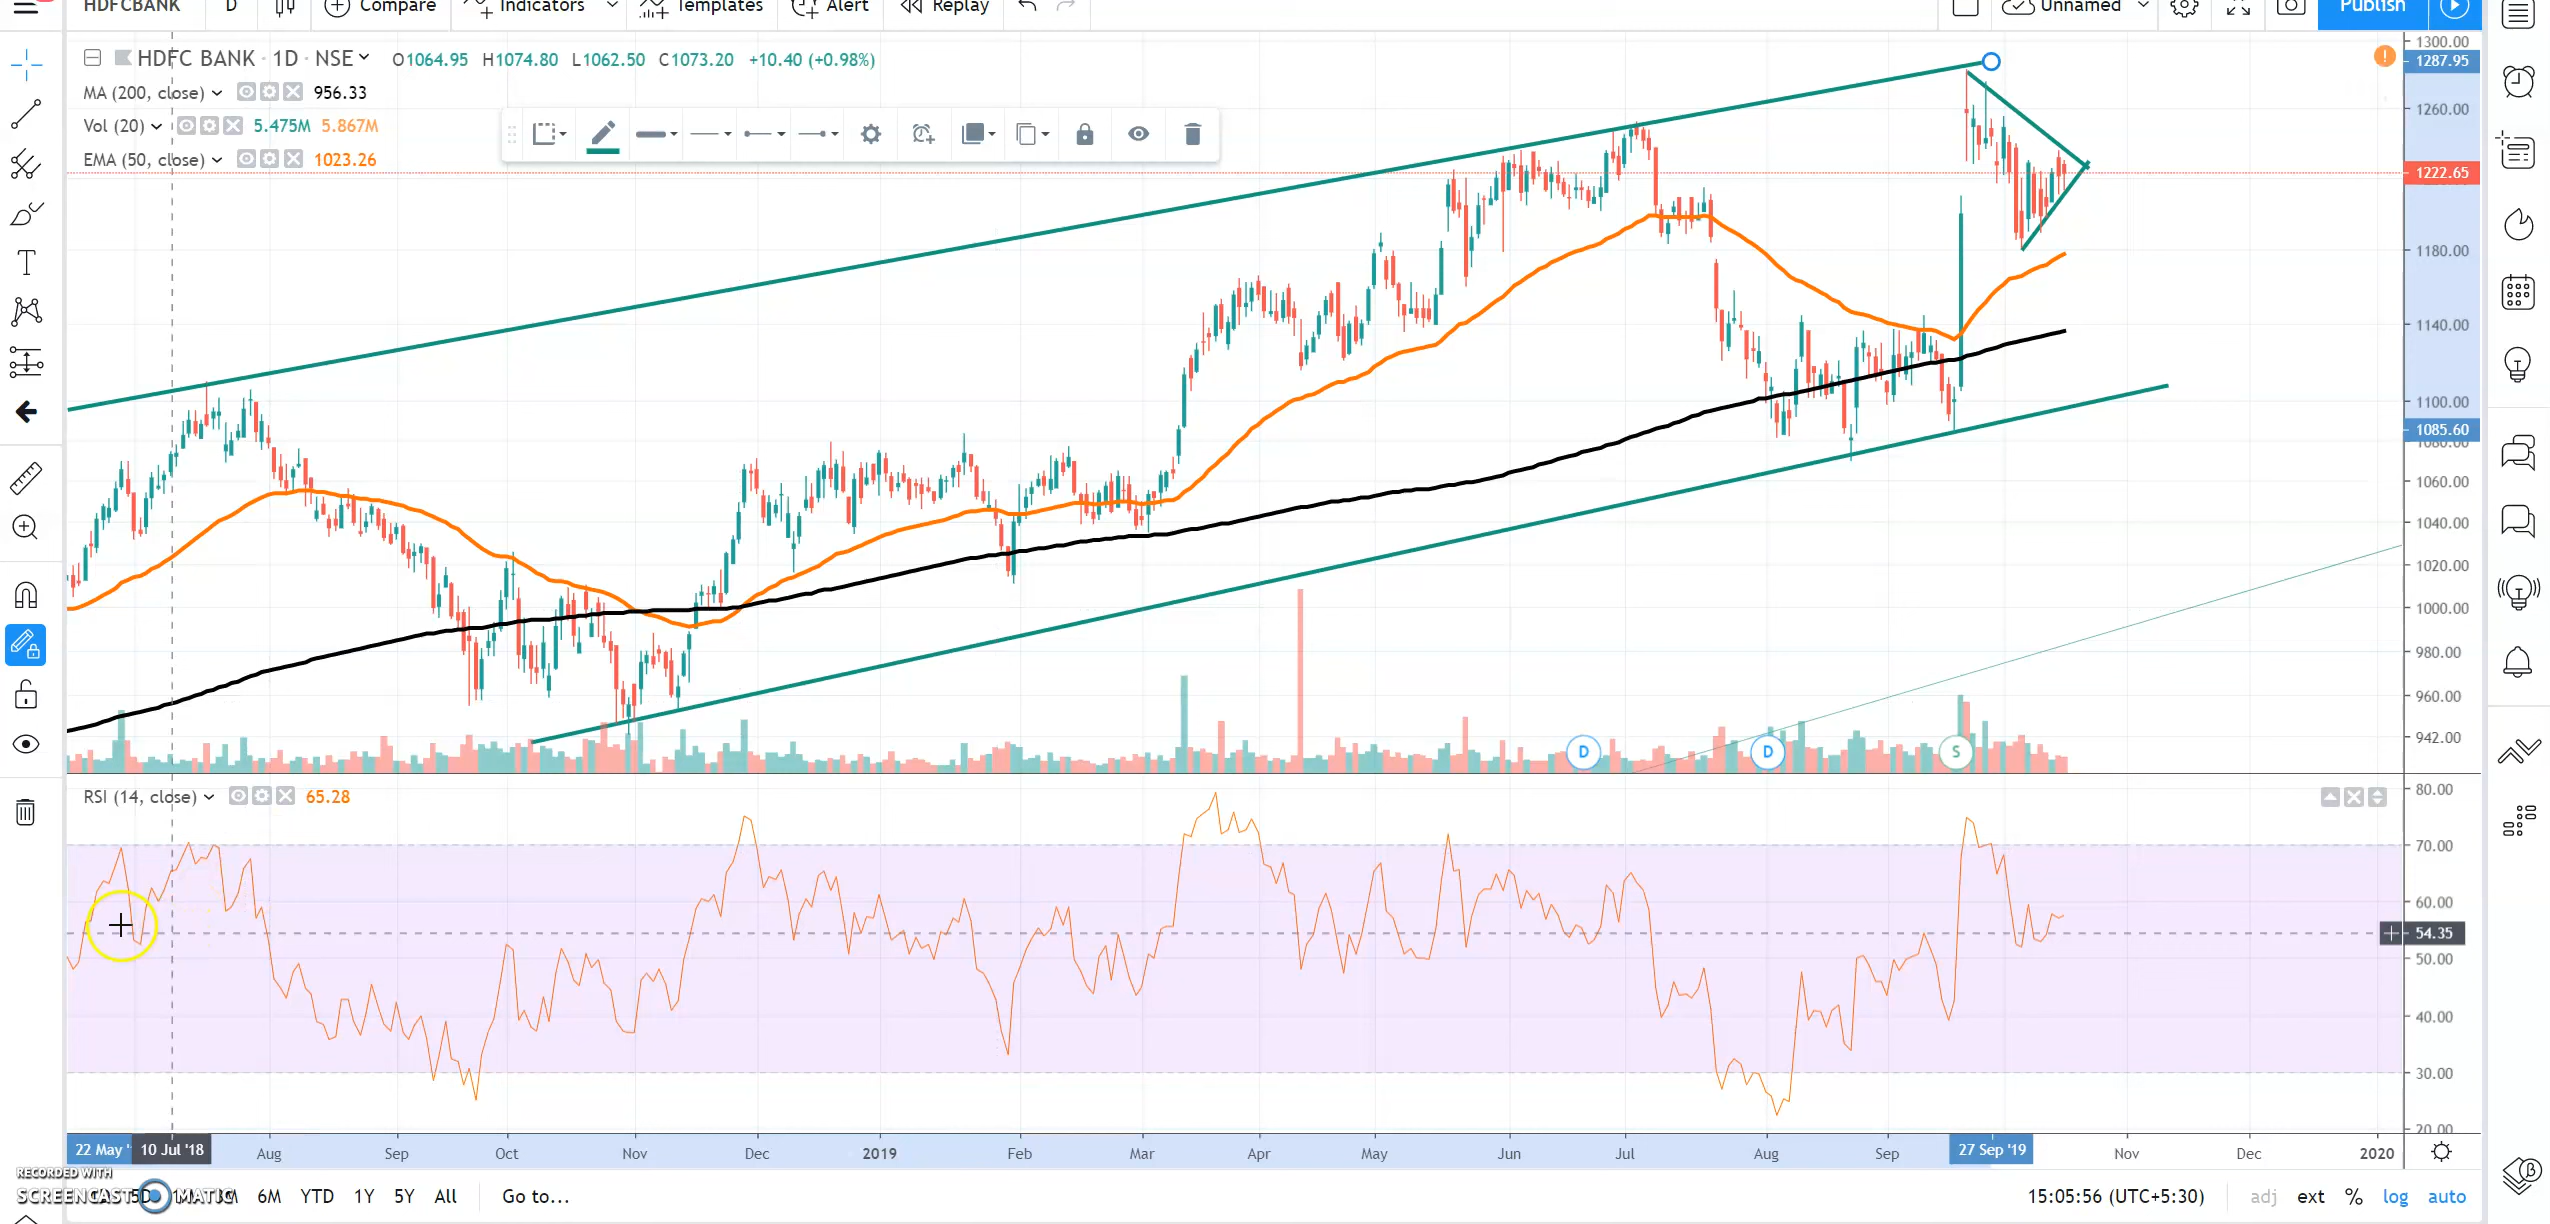 HDFCBANK D Compare Indicators Templates Alert Replay Unnamed Publish
HDFC BANK · 1D · NSE O1064.95 H1074.80 L1062.50 C1073.20 +10.40 (+0.98%)
MA (200, close) 956.33
Vol (20) 5.475M 5.867M
EMA (50, close) 1023.26
1300.00
1287.95
1260.00
1222.65
1180.00
1140.00
1100.00
1085.60
1080.00
1060.00
1040.00
1020.00
1000.00
980.00
960.00
942.00
D D S
RSI (14, close) 65.28
80.00
70.00
60.00
54.35
50.00
40.00
30.00
20.00
22 May ' 10 Jul '18 Aug Sep Oct Nov Dec 2019 Feb Mar Apr May Jun Jul Aug Sep 27 Sep '19 Nov Dec 2020
RECORDED WITH
SCREENCAST MATIC
5D 6M YTD 1Y 5Y All Go to... 15:05:56 (UTC+5:30) adj ext % log auto